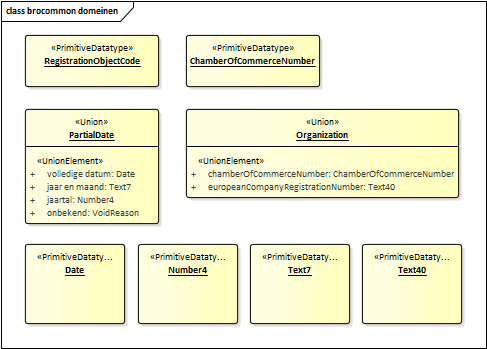 class brocommon domeinen
«PrimitiveDatatype»
RegistrationObjectCode
«PrimitiveDatatype»
ChamberOfCommerceNumber
«Union»
PartialDate
«UnionElement»
+ volledige datum: Date
+ jaar en maand: Text7
+ jaartal: Number4
+ onbekend: VoidReason
«Union»
Organization
«UnionElement»
+ chamberOfCommerceNumber: ChamberOfCommerceNumber
+ europeanCompanyRegistrationNumber: Text40
«PrimitiveDataty...
Date
«PrimitiveDataty...
Number4
«PrimitiveDataty...
Text7
«PrimitiveDataty...
Text40